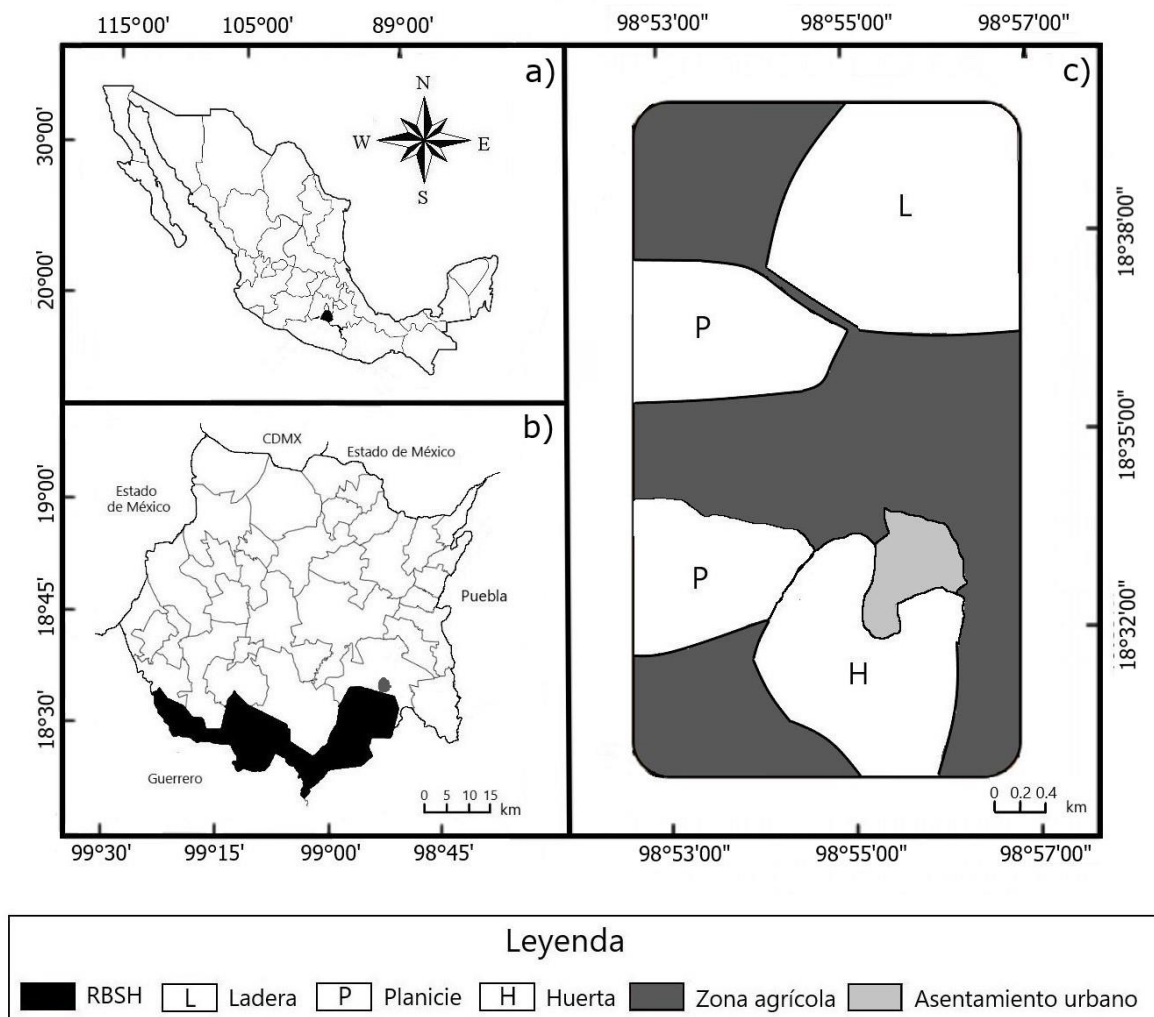 115°00'
105°00'
89°00'
98°53'00"
98°55'00"
98°57'00"
a)
N
W
E
S
30°00'
20°00'
b)
CDMX
Estado de México
Estado
de México
Puebla
Guerrero
19°00'
18°45'
18°30'
0 5 10 15
km
99°30'
99°15'
99°00'
98°45'
c)
L
P
P
H
18°38'00"
18°35'00"
18°32'00"
0 0.2 0.4
km
98°53'00"
98°55'00"
98°57'00"
Leyenda
RBSH L Ladera P Planicie H Huerta Zona agrícola Asentamiento urbano